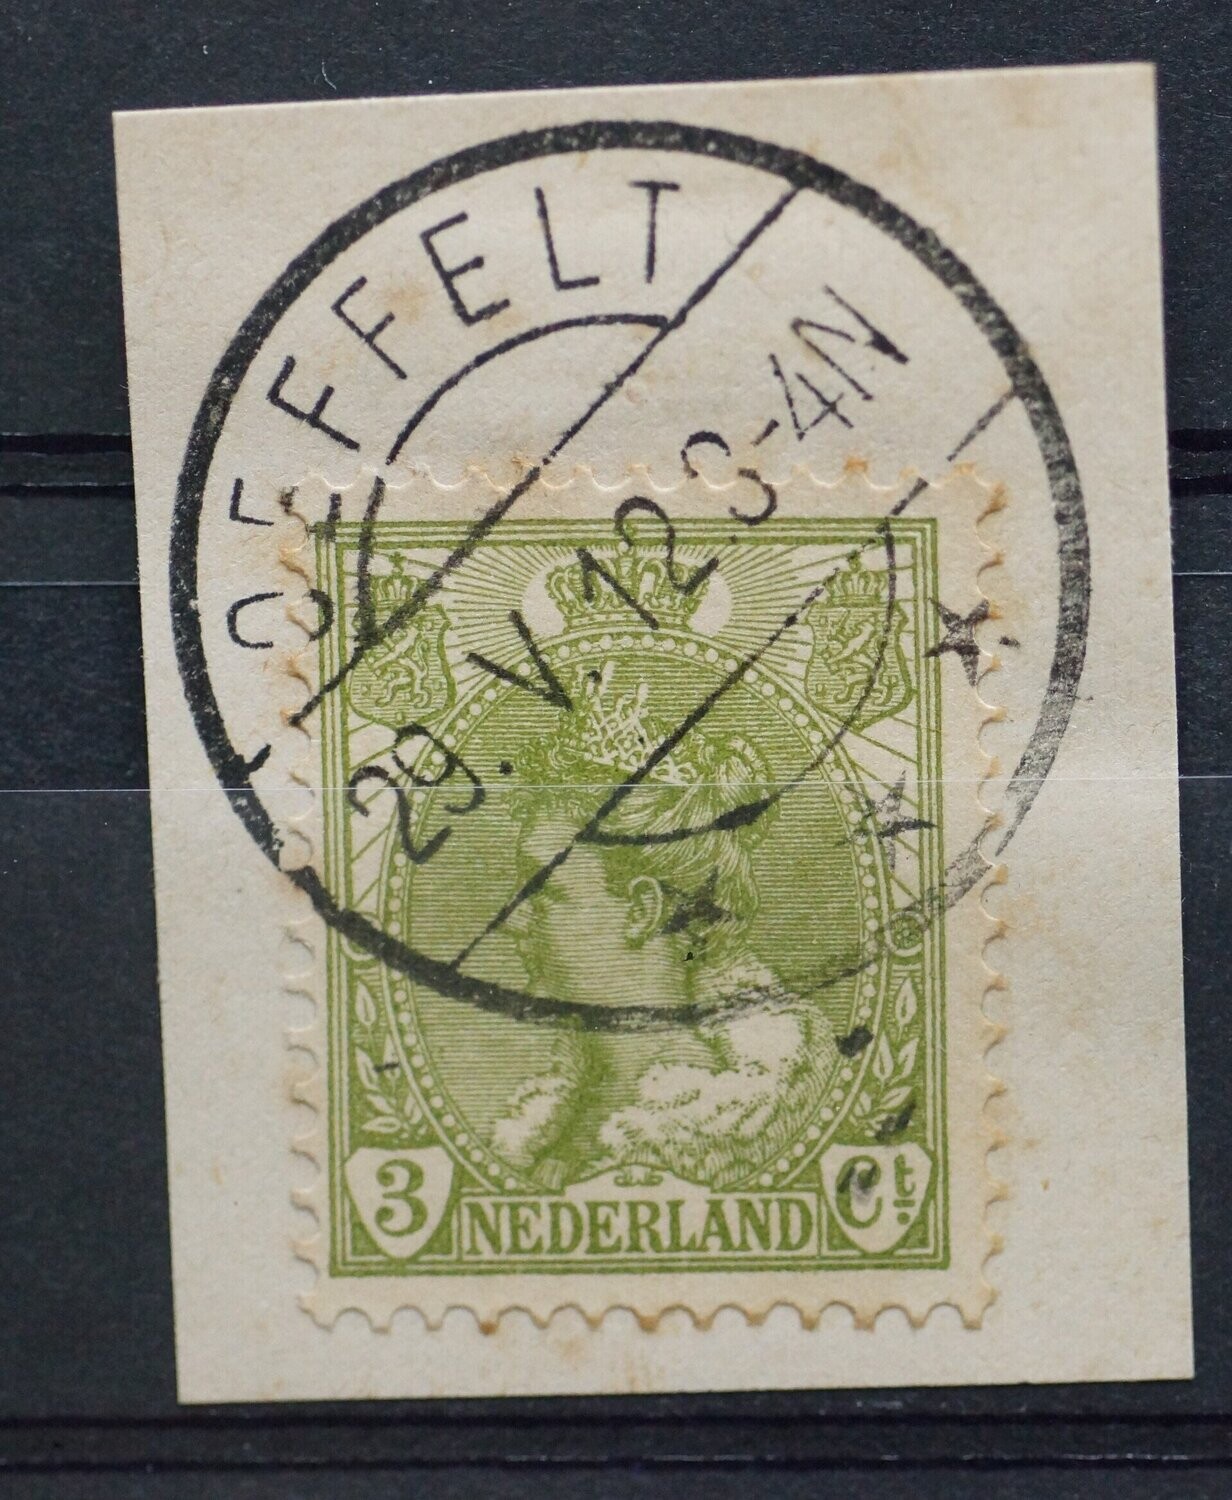 OEFFELT
29.V.12.3-4N
3 NEDERLAND Ct.